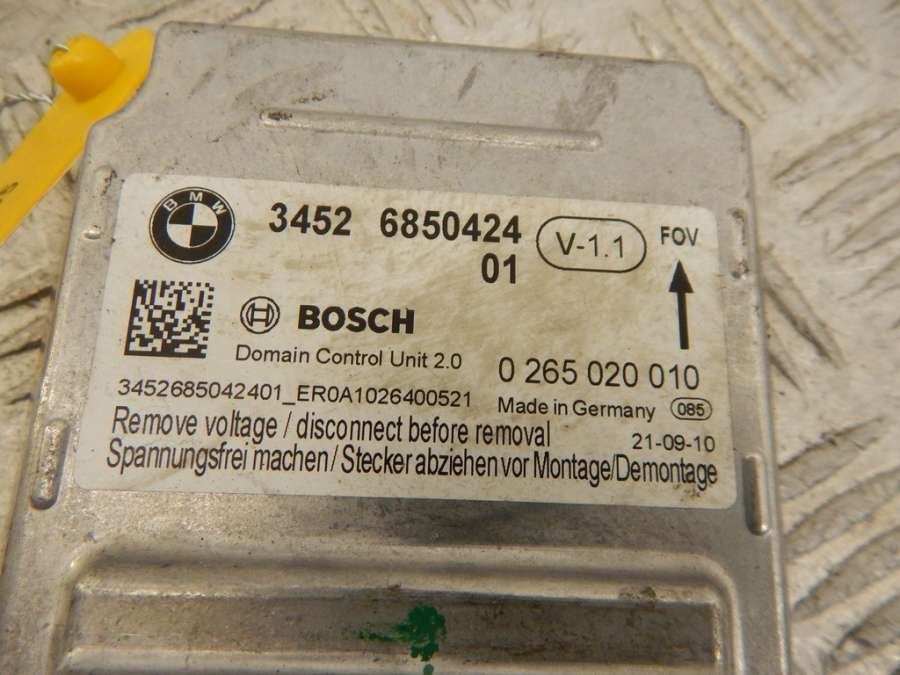 BMW
3452 6850424
01
V-1.1
FOV
BOSCH
Domain Control Unit 2.0
0 265 020 010
3452685042401_ER0A1026400521
Made in Germany 085
Remove voltage / disconnect before removal
21-09-10
Spannungsfrei machen / Stecker abziehen vor Montage/Demontage